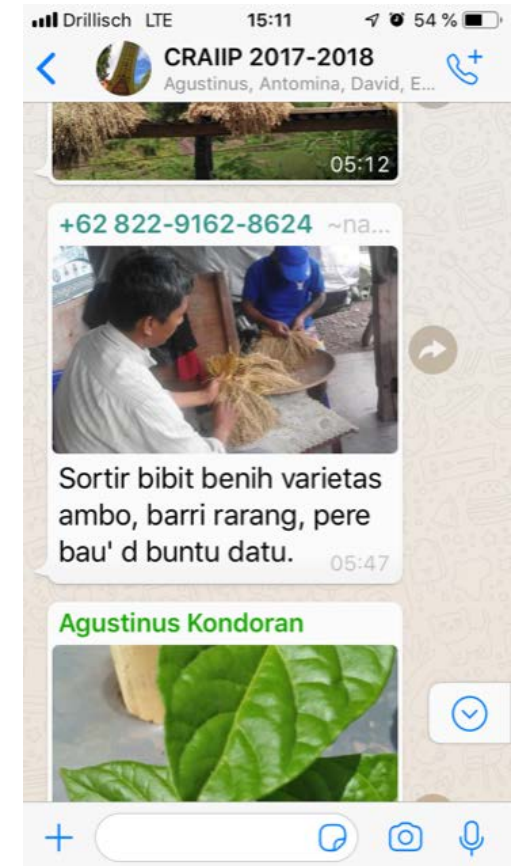 Drillisch LTE 15:11 54 %
CRAIIP 2017-2018
Agustinus, Antomina, David, E...
05:12
+62 822-9162-8624 ~na...
Sortir bibit benih varietas
ambo, barri rarang, pere
bau' d buntu datu. 05:47
Agustinus Kondoran